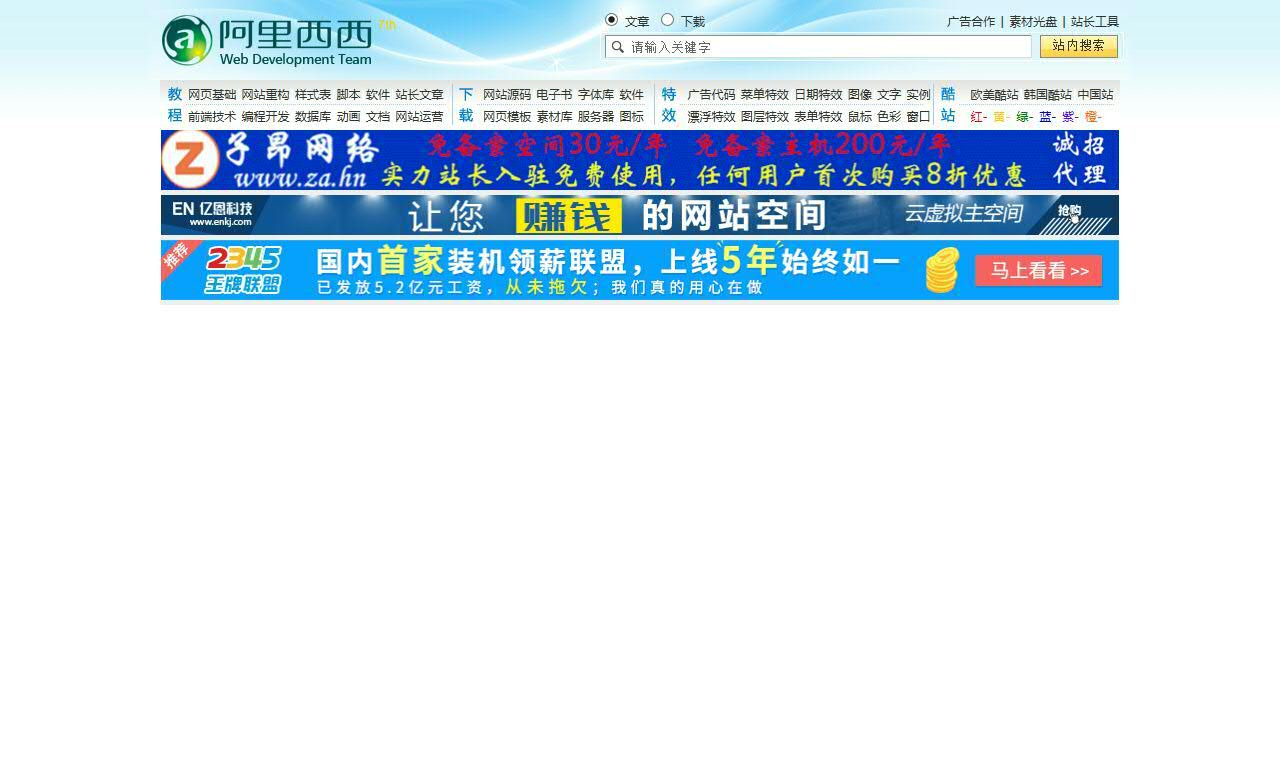 阿里西西 7th
Web Development Team
文章 下载
广告合作 | 素材光盘 | 站长工具
请输入关键字
站内搜索
教程
网页基础 网站重构 样式表 脚本 软件 站长文章
前端技术 编程开发 数据库 动画 文档 网站运营
下载
网站源码 电子书 字体库 软件
网页模板 素材库 服务器 图标
特效
广告代码 菜单特效 日期特效 图像 文字 实例
漂浮特效 图层特效 表单特效 鼠标 色彩 窗口
酷站
欧美酷站 韩国酷站 中国站
红- 黄- 绿- 蓝- 紫- 橙-
Z 子昂网络 免备案空间30元/年 免备案主机200元/年 诚招
www.za.hn 实力站长入驻免费使用，任何用户首次购买8折优惠 代理
EN 亿恩科技
www.enkj.com
让您 赚钱 的网站空间 云虚拟主空间 抢购
推荐
2345
王牌联盟
国内首家装机领薪联盟，上线5年始终如一
已发放5.2亿元工资，从未拖欠；我们真的用心在做
马上看看 >>